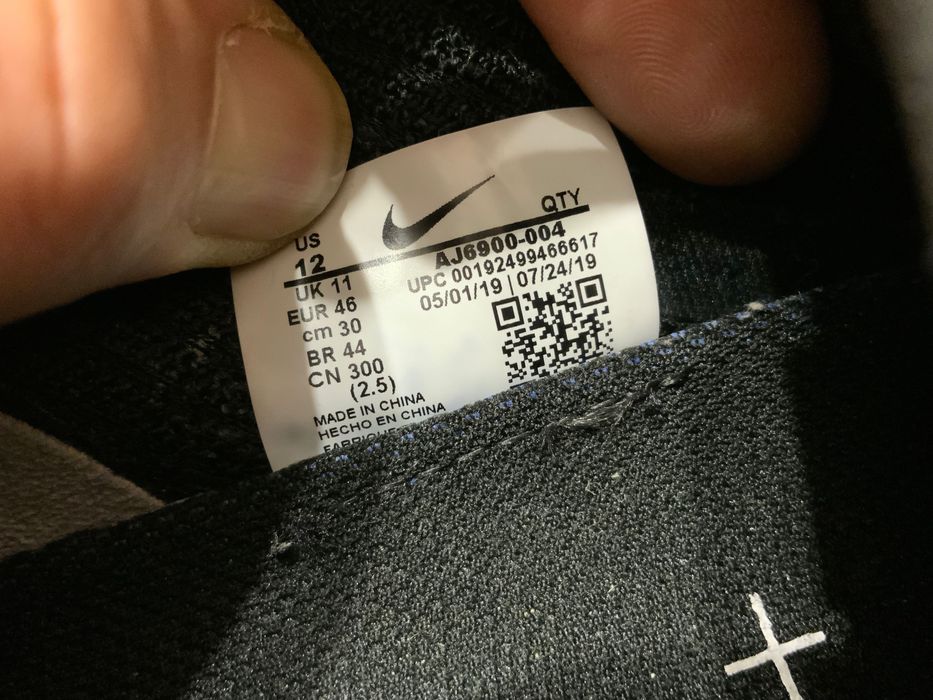 US
12
QTY
AJ6900-004
UPC 00192499466617
05/01/19 | 07/24/19
UK 11
EUR 46
cm 30
BR 44
CN 300
(2.5)
MADE IN CHINA
HECHO EN CHINA